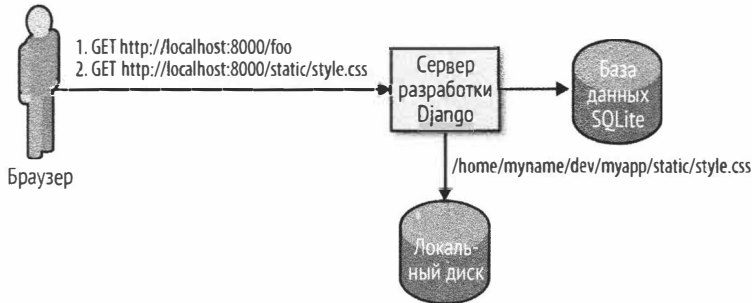 1. GET http://localhost:8000/foo
2. GET http://localhost:8000/static/style.css
Браузер
Сервер
разработки
Django
База
данных
SQLite
/home/myname/dev/myapp/static/style.css
Локаль-
ный диск